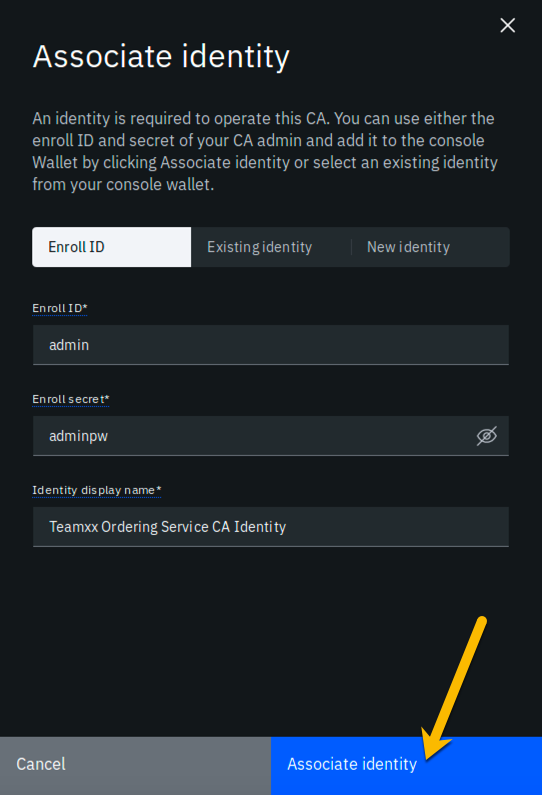 Associate identity
An identity is required to operate this CA. You can use either the
enroll ID and secret of your CA admin and add it to the console
Wallet by clicking Associate identity or select an existing identity
from your console wallet.
Enroll ID
Existing identity
New identity
Enroll ID*
admin
Enroll secret*
adminpw
Identity display name*
Teamxx Ordering Service CA Identity
Cancel
Associate identity